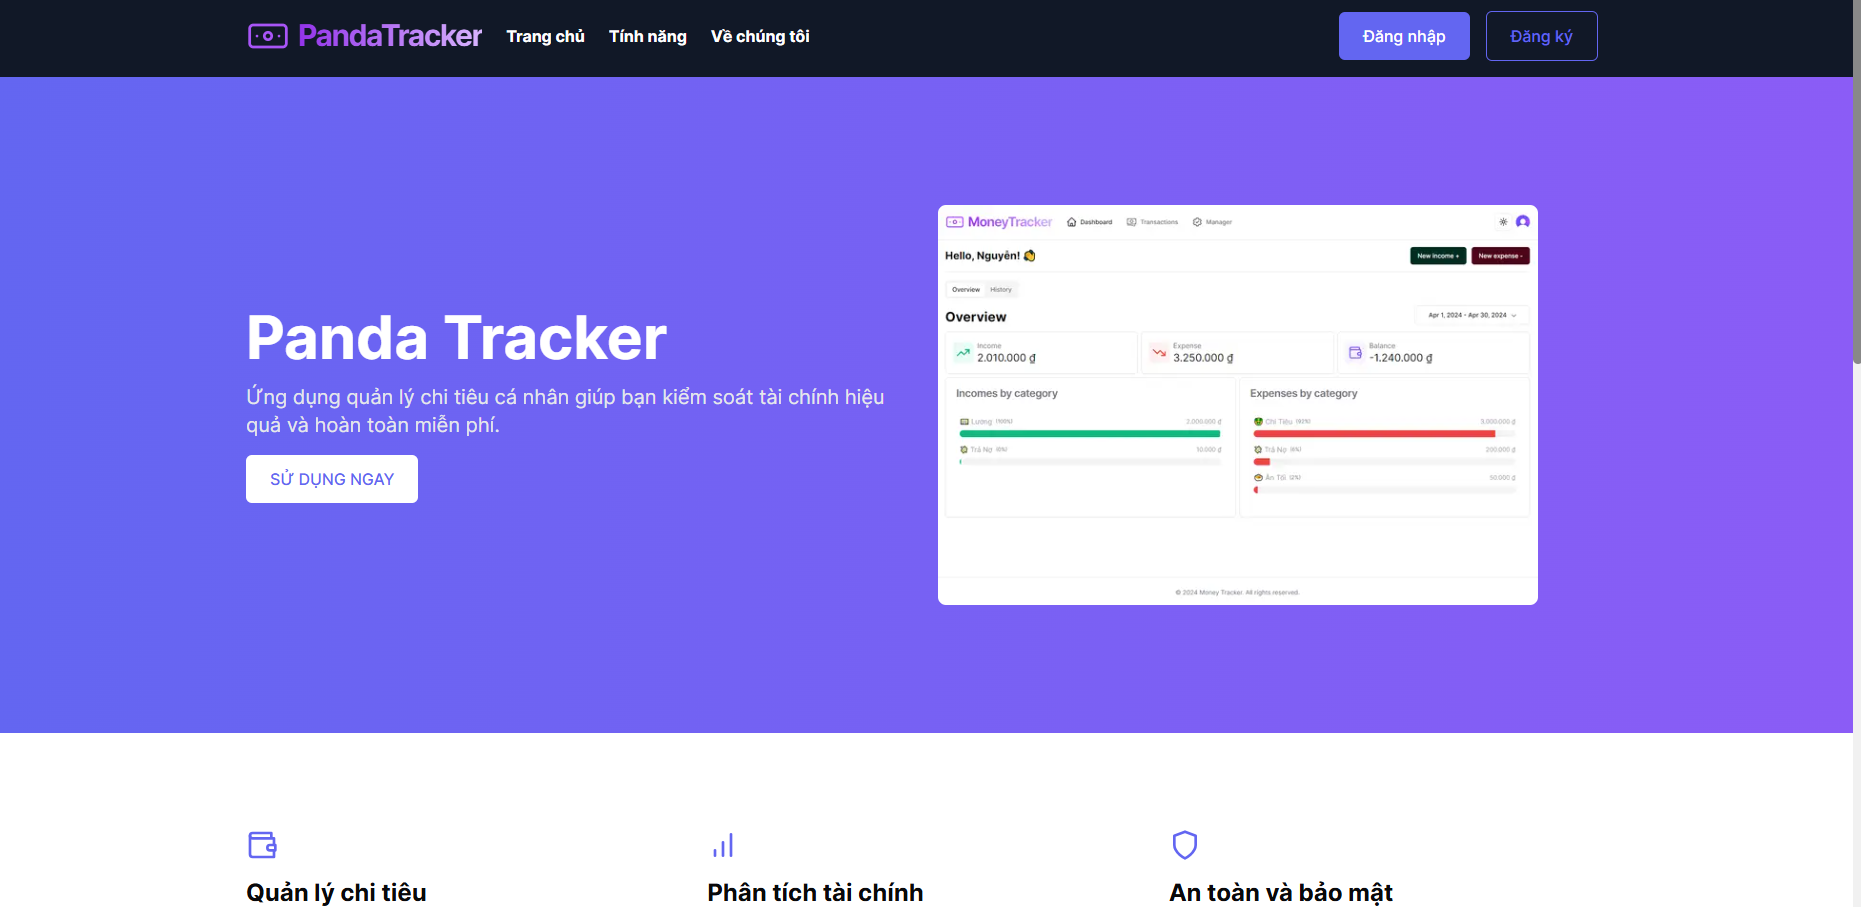 PandaTracker Trang chủ Tính năng Về chúng tôi Đăng nhập Đăng ký
Panda Tracker
Ứng dụng quản lý chi tiêu cá nhân giúp bạn kiểm soát tài chính hiệu
quả và hoàn toàn miễn phí.
SỬ DỤNG NGAY
MoneyTracker Dashboard Transactions Manager
Hello, Nguyễn!
New income + New expense -
Overview History
Overview
Apr 1, 2024 - Apr 30, 2024
Income
2.010.000 ₫
Expense
3.250.000 ₫
Balance
-1.240.000 ₫
Incomes by category
Lương (100%) 2.000.000 ₫
Trả Nợ (0%) 10.000 ₫
Expenses by category
Chi Tiêu (92%) 3.000.000 ₫
Trả Nợ (6%) 200.000 ₫
Ăn Tối (2%) 50.000 ₫
© 2024 Money Tracker. All rights reserved.
Quản lý chi tiêu
Phân tích tài chính
An toàn và bảo mật